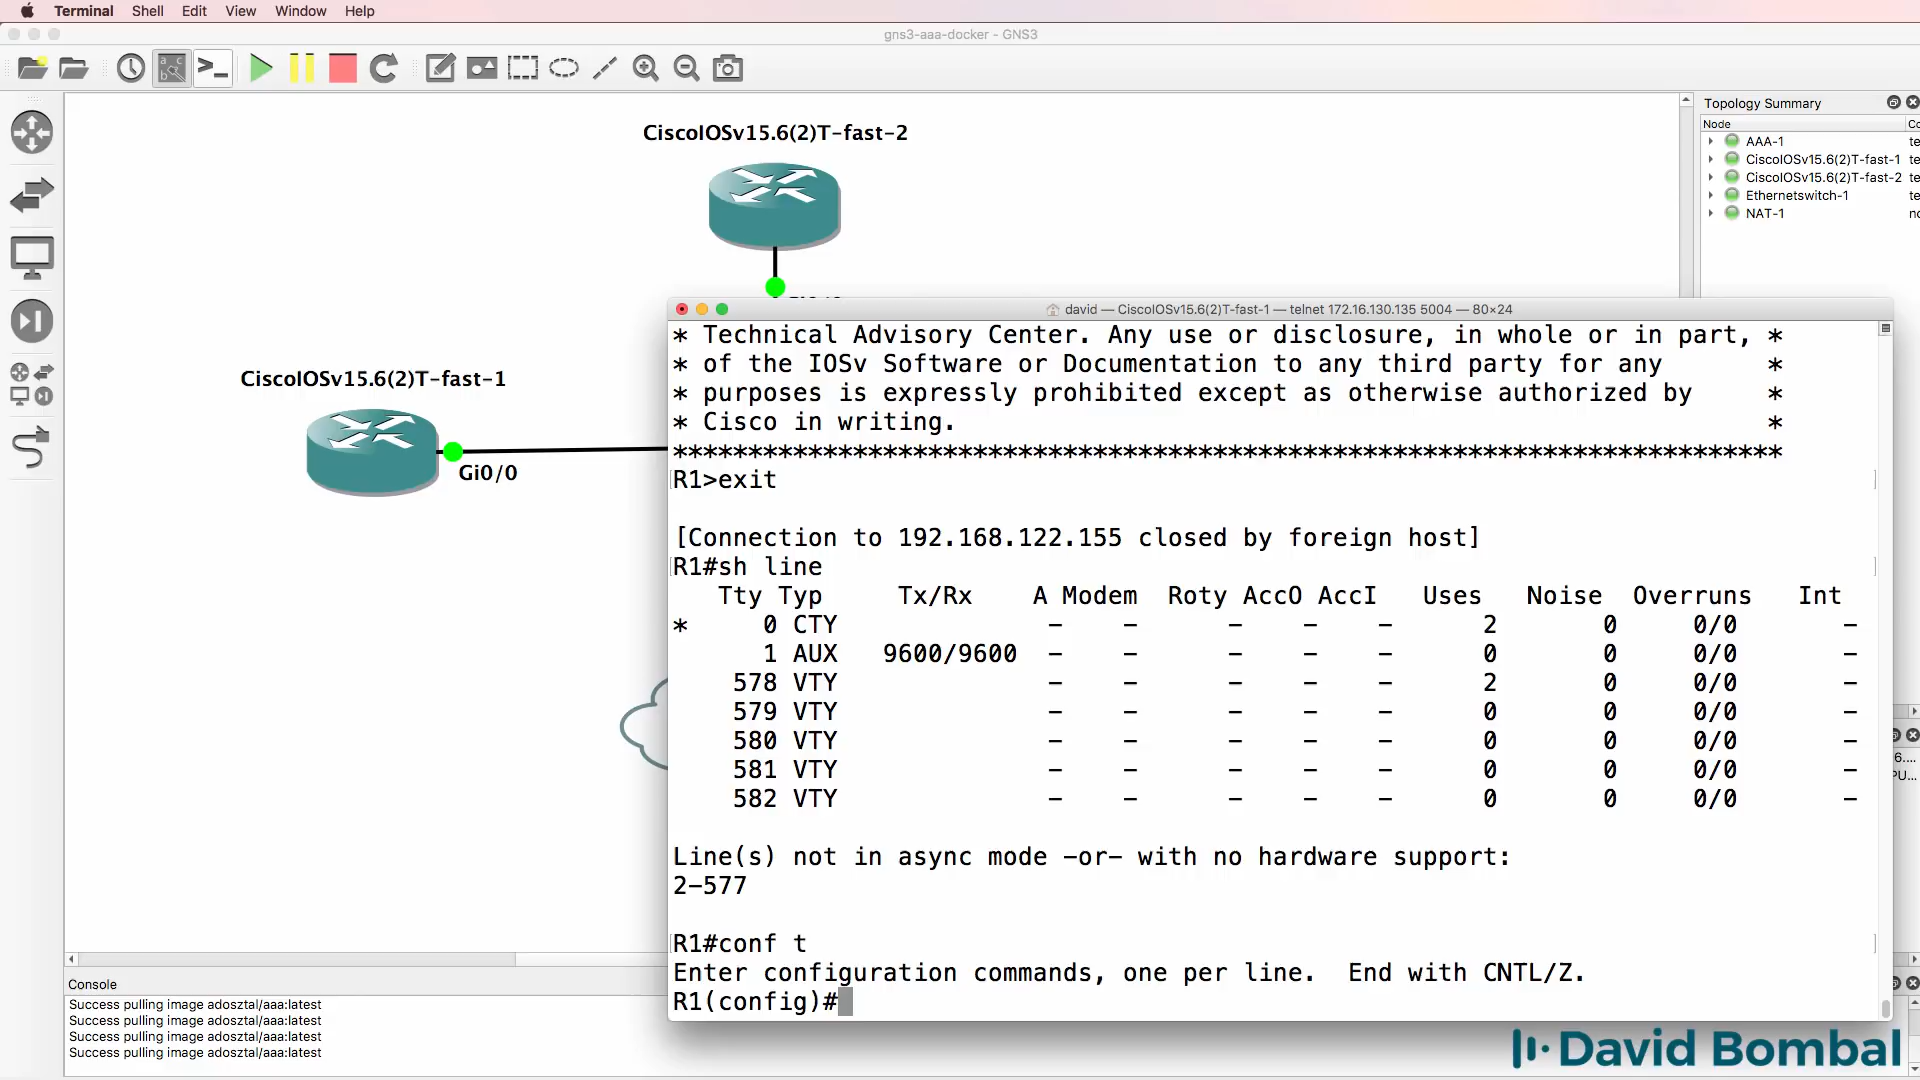 Terminal Shell Edit View Window Help
gns3-aaa-docker - GNS3
CiscoIOSv15.6(2)T-fast-2
Topology Summary
Node
AAA-1 te
CiscoIOSv15.6(2)T-fast-1 te
CiscoIOSv15.6(2)T-fast-2 te
Ethernetswitch-1 te
NAT-1
CiscoIOSv15.6(2)T-fast-1
Gi0/0
david — CiscoIOSv15.6(2)T-fast-1 — telnet 172.16.130.135 5004 — 80×24
* Technical Advisory Center. Any use or disclosure, in whole or in part, *
* of the IOSv Software or Documentation to any third party for any *
* purposes is expressly prohibited except as otherwise authorized by *
* Cisco in writing. *
**************************************************************************
R1>exit
[Connection to 192.168.122.155 closed by foreign host]
R1#sh line
Tty Typ Tx/Rx A Modem Roty AccO AccI Uses Noise Overruns Int
* 0 CTY - - - - - 2 0 0/0 -
1 AUX 9600/9600 - - - - - 0 0 0/0 -
578 VTY - - - - - 2 0 0/0 -
579 VTY - - - - - 0 0 0/0 -
580 VTY - - - - - 0 0 0/0 -
581 VTY - - - - - 0 0 0/0 -
582 VTY - - - - - 0 0 0/0 -
Line(s) not in async mode -or- with no hardware support:
2-577
R1#conf t
Enter configuration commands, one per line. End with CNTL/Z.
R1(config)#
Console
Success pulling image adosztal/aaa:latest
Success pulling image adosztal/aaa:latest
Success pulling image adosztal/aaa:latest
Success pulling image adosztal/aaa:latest
David Bombal